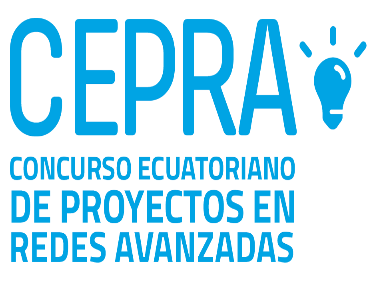 CEPRA
CONCURSO ECUATORIANO
DE PROYECTOS EN
REDES AVANZADAS